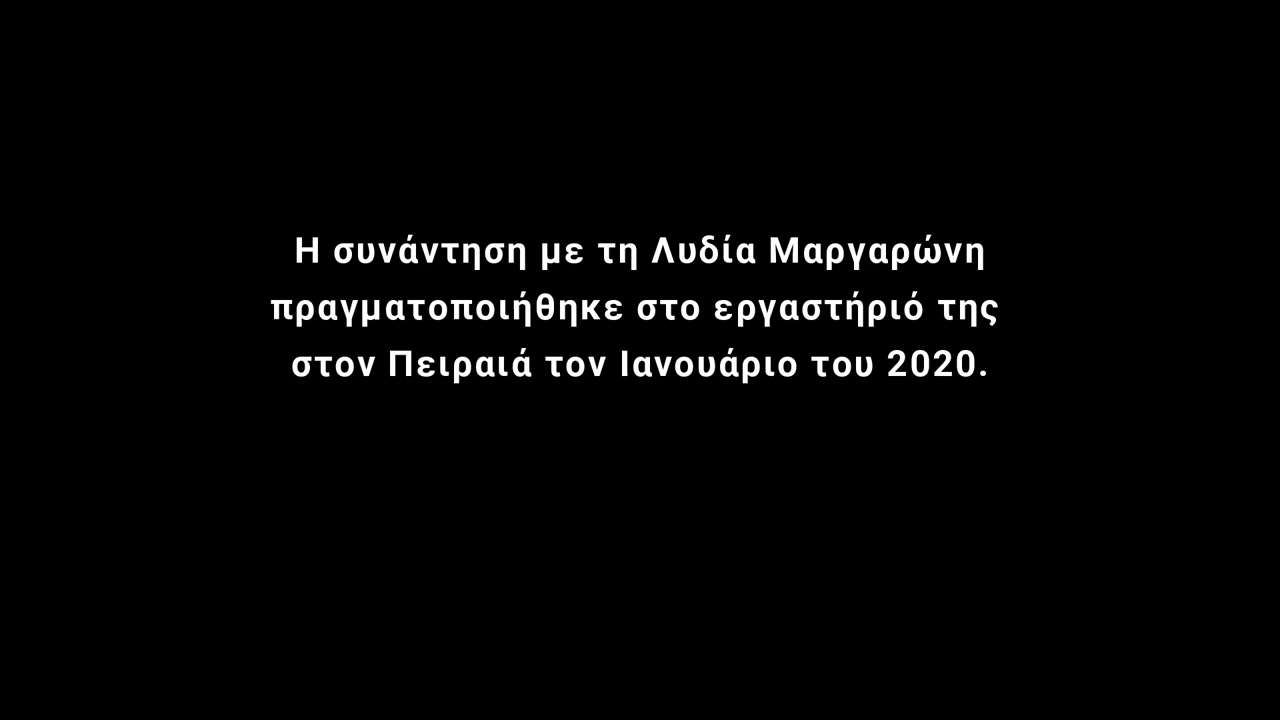 Η συνάντηση με τη Λυδία Μαργαρώνη
πραγματοποιήθηκε στο εργαστήριό της
στον Πειραιά τον Ιανουάριο του 2020.